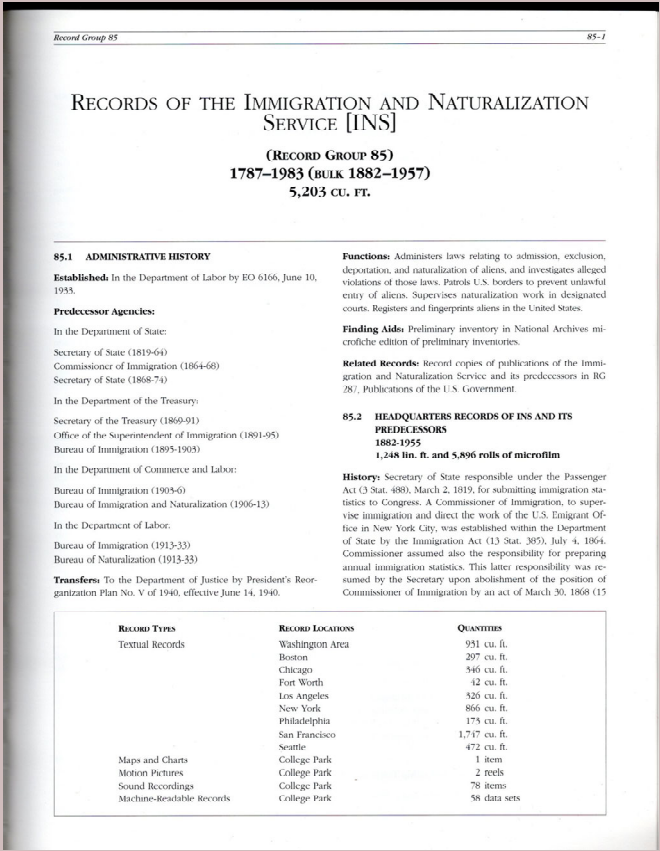 Record Group 85
85–1
RECORDS OF THE IMMIGRATION AND NATURALIZATION
SERVICE [INS]
(RECORD GROUP 85)
1787–1983 (BULK 1882–1957)
5,203 CU. FT.
85.1 ADMINISTRATIVE HISTORY
Established: In the Department of Labor by EO 6166, June 10,
1933.
Predecessor Agencies:
In the Department of State:
Secretary of State (1819-64)
Commissioner of Immigration (1864-68)
Secretary of State (1868-74)
In the Department of the Treasury:
Secretary of the Treasury (1869-91)
Office of the Superintendent of Immigration (1891-95)
Bureau of Immigration (1895-1903)
In the Department of Commerce and Labor:
Bureau of Immigration (1903-6)
Bureau of Immigration and Naturalization (1906-13)
In the Department of Labor:
Bureau of Immigration (1913-33)
Bureau of Naturalization (1913-33)
Transfers: To the Department of Justice by President's Reor-
ganization Plan No. V of 1940, effective June 14, 1940.
Functions: Administers laws relating to admission, exclusion,
deportation, and naturalization of aliens, and investigates alleged
violations of those laws. Patrols U.S. borders to prevent unlawful
entry of aliens. Supervises naturalization work in designated
courts. Registers and fingerprints aliens in the United States.
Finding Aids: Preliminary inventory in National Archives mi-
crofiche edition of preliminary inventories.
Related Records: Record copies of publications of the Immi-
gration and Naturalization Service and its predecessors in RG
287, Publications of the U.S. Government.
85.2 HEADQUARTERS RECORDS OF INS AND ITS
PREDECESSORS
1882-1955
1,248 lin. ft. and 5,896 rolls of microfilm
History: Secretary of State responsible under the Passenger
Act (3 Stat. 488), March 2, 1819, for submitting immigration sta-
tistics to Congress. A Commissioner of Immigration, to super-
vise immigration and direct the work of the U.S. Emigrant Of-
fice in New York City, was established within the Department
of State by the Immigration Act (13 Stat. 385), July 4, 1864.
Commissioner assumed also the responsibility for preparing
annual immigration statistics. This latter responsibility was re-
sumed by the Secretary upon abolishment of the position of
Commissioner of Immigration by an act of March 30, 1868 (15
RECORD TYPES RECORD LOCATIONS QUANTITIES
Textual Records Washington Area 931 cu. ft.
Boston 297 cu. ft.
Chicago 346 cu. ft.
Fort Worth 42 cu. ft.
Los Angeles 326 cu. ft.
New York 866 cu. ft.
Philadelphia 173 cu. ft.
San Francisco 1,747 cu. ft.
Seattle 472 cu. ft.
Maps and Charts College Park 1 item
Motion Pictures College Park 2 reels
Sound Recordings College Park 78 items
Machine-Readable Records College Park 58 data sets